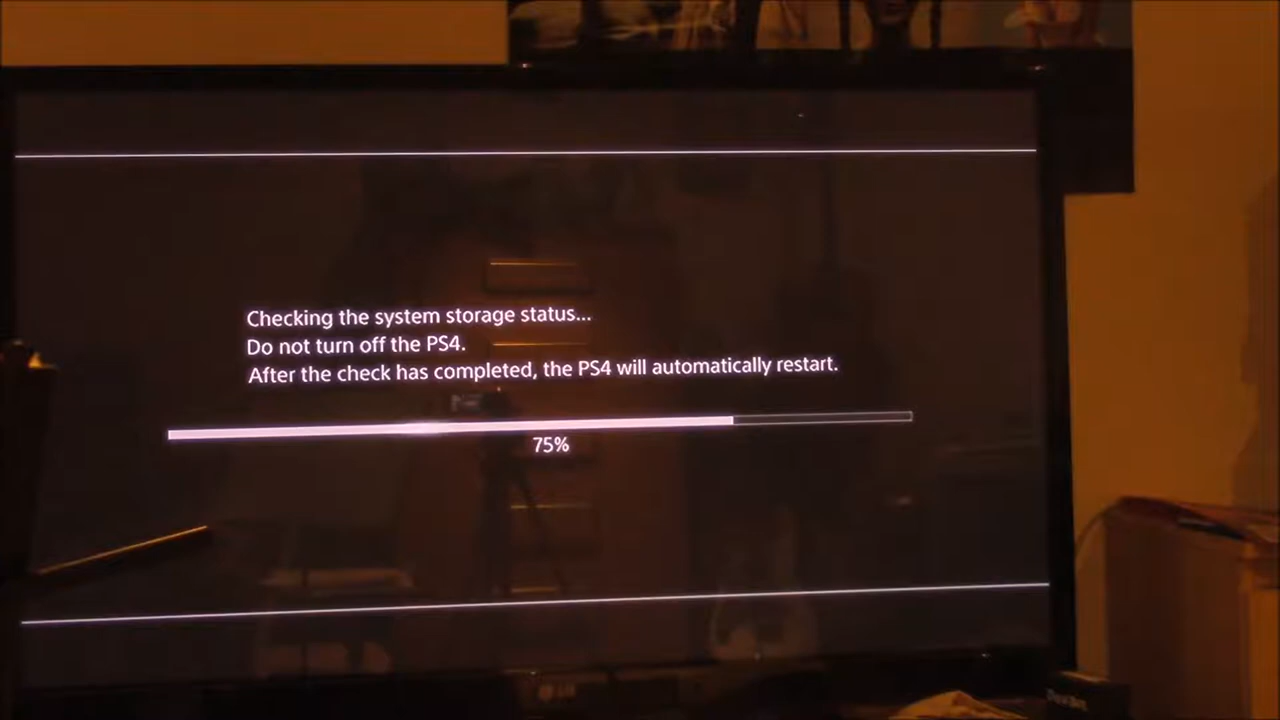 Checking the system storage status...
Do not turn off the PS4.
After the check has completed, the PS4 will automatically restart.
75%